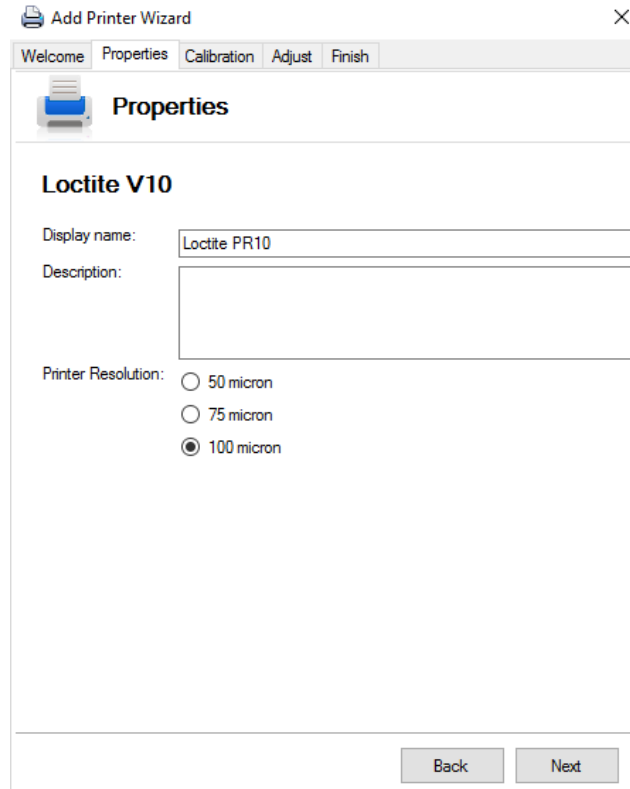 Add Printer Wizard
Welcome Properties Calibration Adjust Finish
Properties
Loctite V10
Display name: Loctite PR10
Description:
Printer Resolution: 50 micron
75 micron
100 micron
Back Next